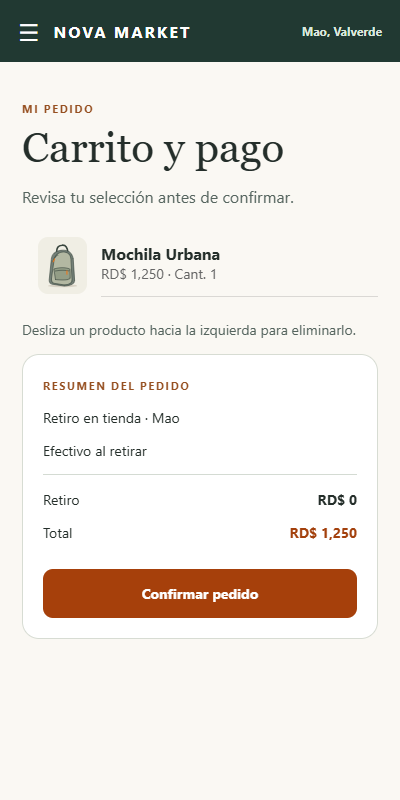 NOVA MARKET
Mao, Valverde
MI PEDIDO
Carrito y pago
Revisa tu selección antes de confirmar.
Mochila Urbana
RD$ 1,250 · Cant. 1
Desliza un producto hacia la izquierda para eliminarlo.
RESUMEN DEL PEDIDO
Retiro en tienda · Mao
Efectivo al retirar
Retiro RD$ 0
Total RD$ 1,250
Confirmar pedido